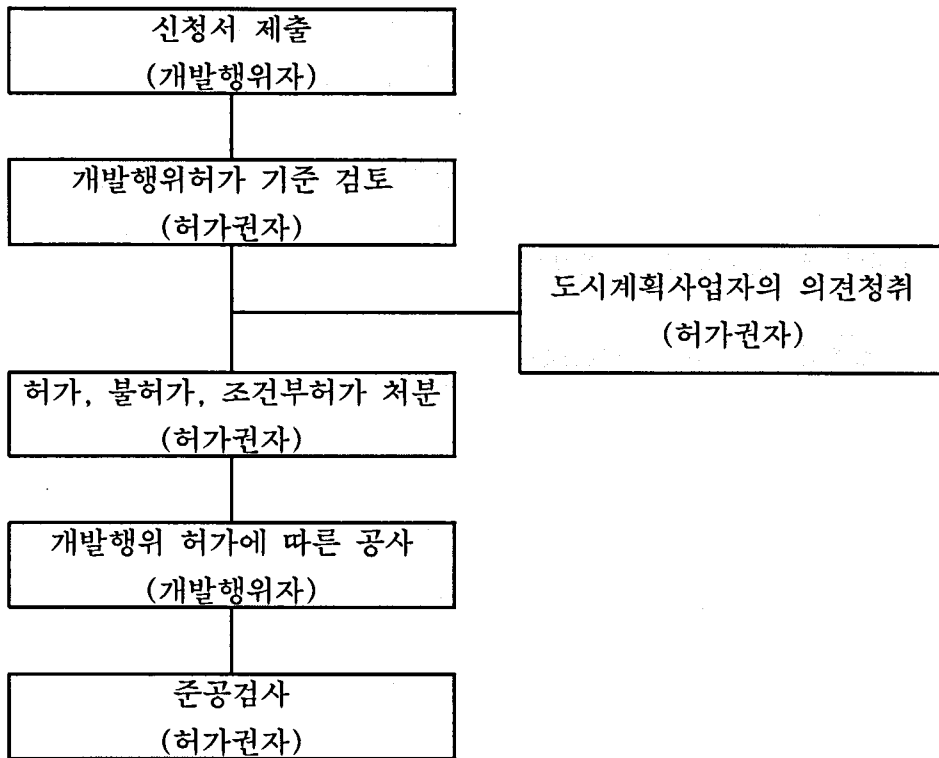 신청서 제출
(개발행위자)
개발행위허가 기준 검토
(허가권자)
도시계획사업자의 의견청취
(허가권자)
허가, 불허가, 조건부허가 처분
(허가권자)
개발행위 허가에 따른 공사
(개발행위자)
준공검사
(허가권자)